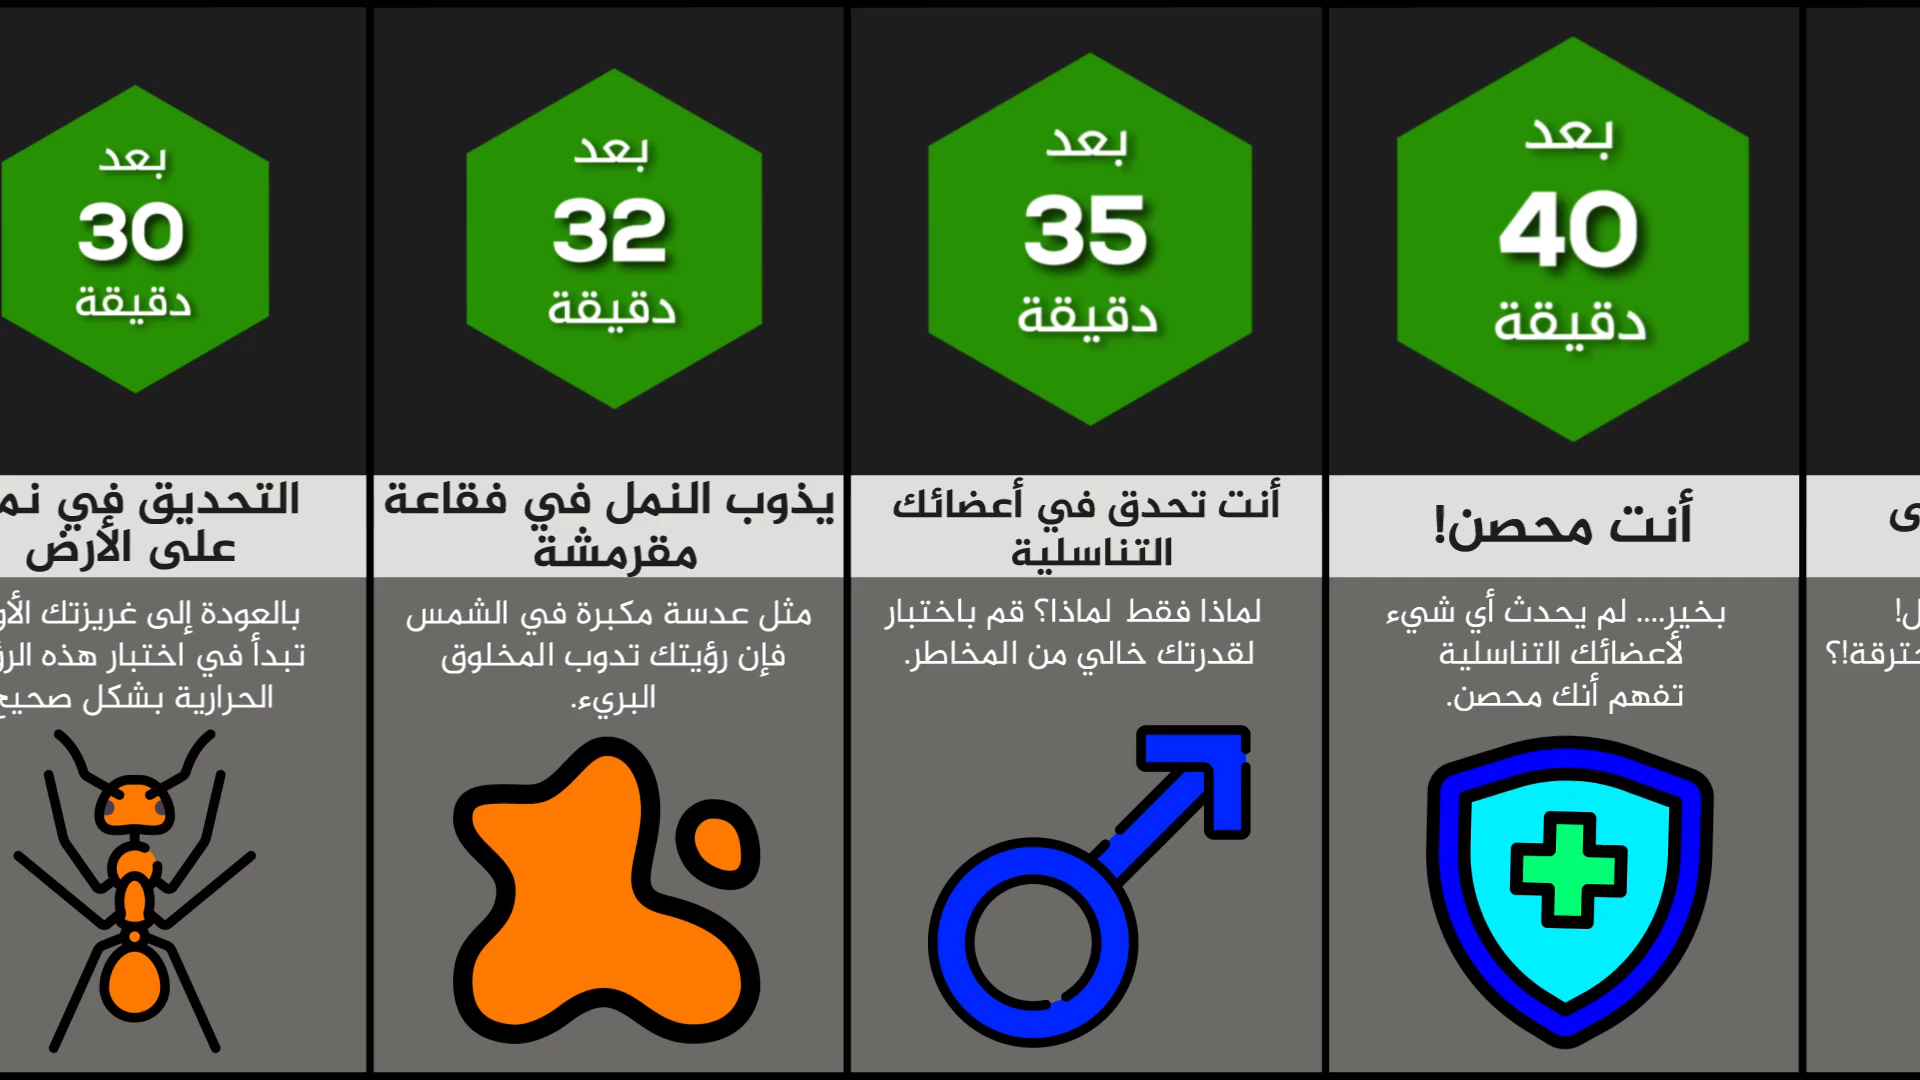 بعد
30
دقيقة
التحديق في
على الأرض
بالعودة إلى غريزتك
تبدأ في اختبار هذه
الحرارية بشكل
بعد
32
دقيقة
يذوب النمل في فقاعة
مقرمشة
مثل عدسة مكبرة في الشمس
فإن رؤيتك تدوب المخلوق
البريء.
بعد
35
دقيقة
أنت تحدق في أعضائك
التناسلية
لماذا فقط لماذا؟ قم باختبار
لقدرتك خالي من المخاطر.
بعد
40
دقيقة
أنت محصن!
بخير.... لم يحدث أي شيء
لأعضائك التناسلية
تفهم أنك محصن.